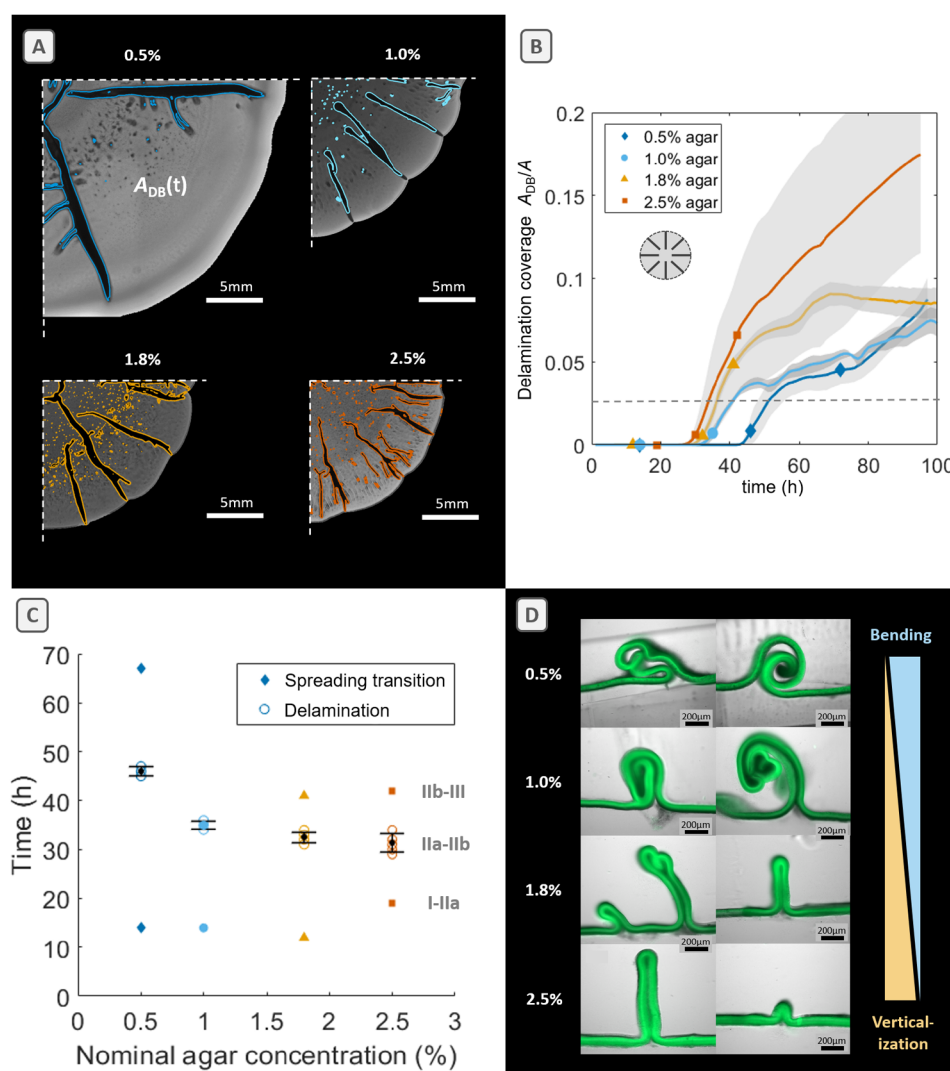 A
0.5%
1.0%
A_DB(t)
5mm
5mm
1.8%
2.5%
5mm
5mm
B
Delamination coverage A_DB/A
0.2
0.15
0.1
0.05
0
0.5% agar
1.0% agar
1.8% agar
2.5% agar
0 20 40 60 80 100
time (h)
C
Time (h)
70
60
50
40
30
20
10
0
Spreading transition
Delamination
IIb-III
IIa-IIb
I-IIa
0 0.5 1 1.5 2 2.5 3
Nominal agar concentration (%)
D
Bending
0.5%
200µm 200µm
1.0%
200µm 200µm
1.8%
200µm 200µm
2.5%
200µm 200µm
Vertical-
ization